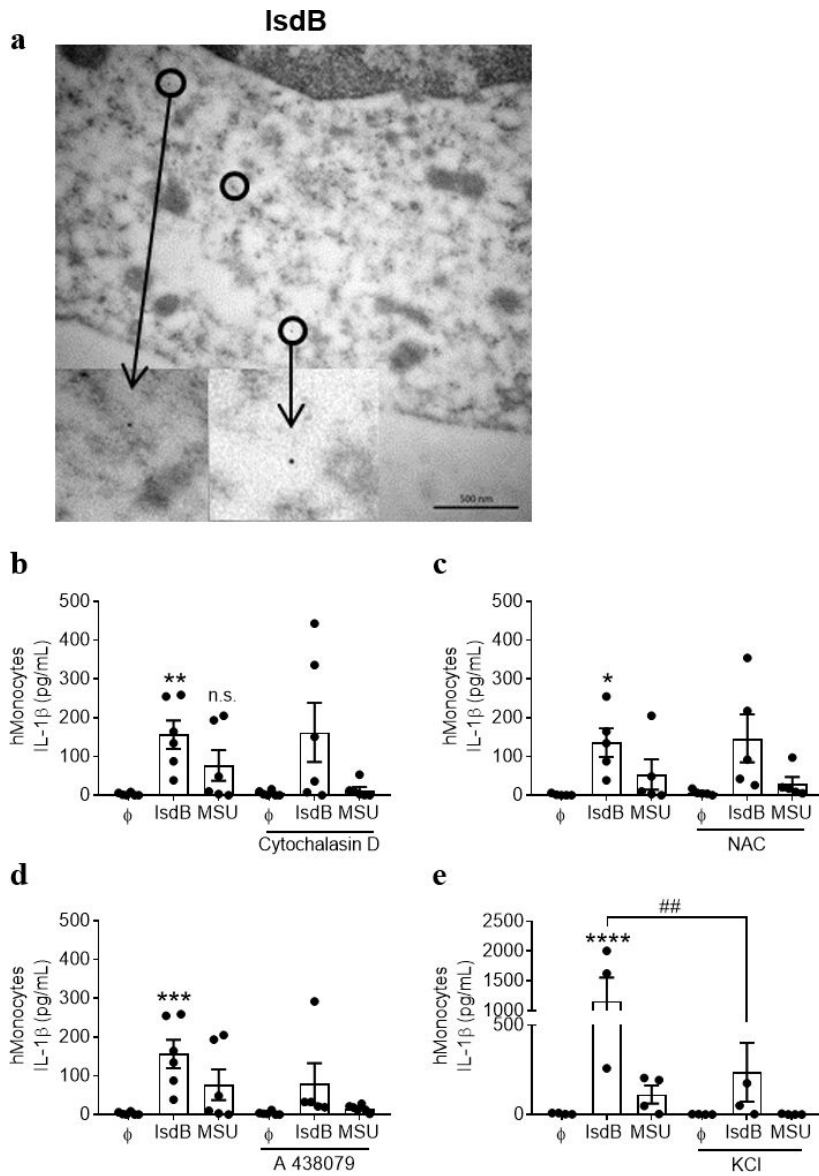 IsdB
a
500 nm
b
500
400
300
200
100
0
hMonocytes
IL-1β (pg/mL)
**
n.s.
ϕ IsdB MSU ϕ IsdB MSU
Cytochalasin D
c
500
400
300
200
100
0
hMonocytes
IL-1β (pg/mL)
*
ϕ IsdB MSU ϕ IsdB MSU
NAC
d
500
400
300
200
100
0
hMonocytes
IL-1β (pg/mL)
***
ϕ IsdB MSU ϕ IsdB MSU
A 438079
e
2500
2000
1500
1000
500
0
hMonocytes
IL-1β (pg/mL)
****
##
ϕ IsdB MSU ϕ IsdB MSU
KCl